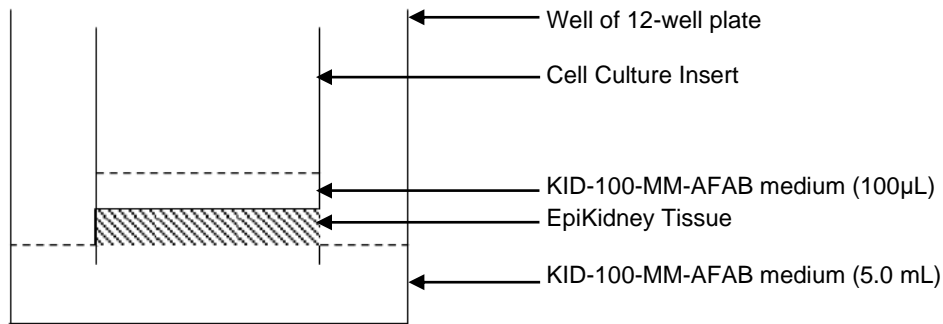 Well of 12-well plate
Cell Culture Insert
KID-100-MM-AFAB medium (100µL)
EpiKidney Tissue
KID-100-MM-AFAB medium (5.0 mL)